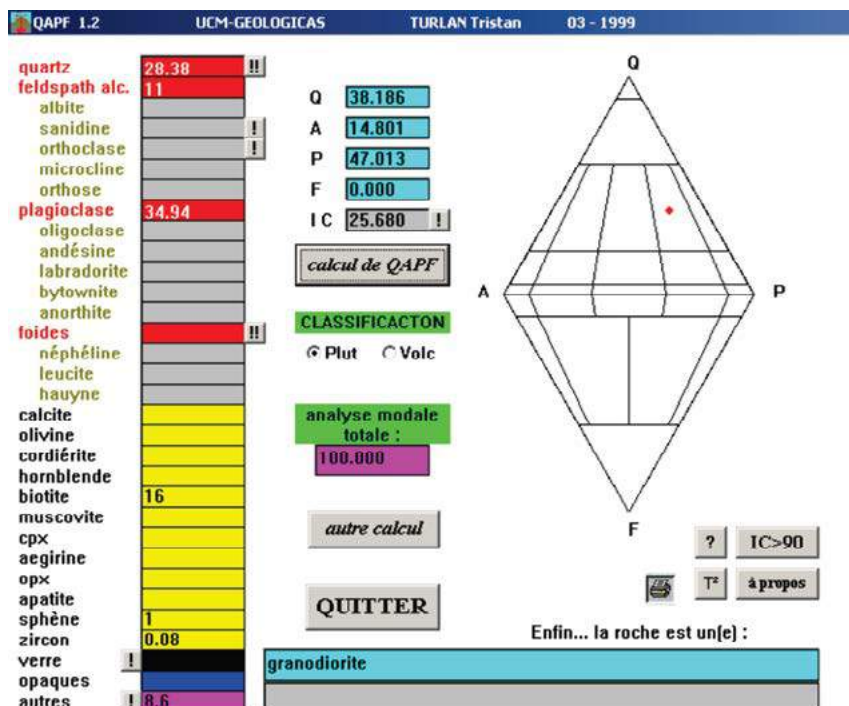 QAPF 1.2 UCM-GEOLOGICAS TURLAN Tristan 03 - 1999
quartz 28.38 !!
feldspath alc. 11
albite
sanidine !
orthoclase !
microcline
orthose
plagioclase 34.94
oligoclase
andésine
labradorite
bytownite
anorthite
foides !!
néphéline
leucite
hauyne
calcite
olivine
cordiérite
hornblende
biotite 16
muscovite
cpx
aegirine
opx
apatite
sphène 1
zircon 0.08
verre !
opaques
autres ! 8.6
Q 38.186
A 14.801
P 47.013
F 0.000
IC 25.680 !
calcul de QAPF
CLASSIFICACTON
Plut Volc
analyse modale
totale :
100.000
autre calcul
QUITTER
Q
A P
F
? IC>90
T² à propos
Enfin... la roche est un(e) :
granodiorite